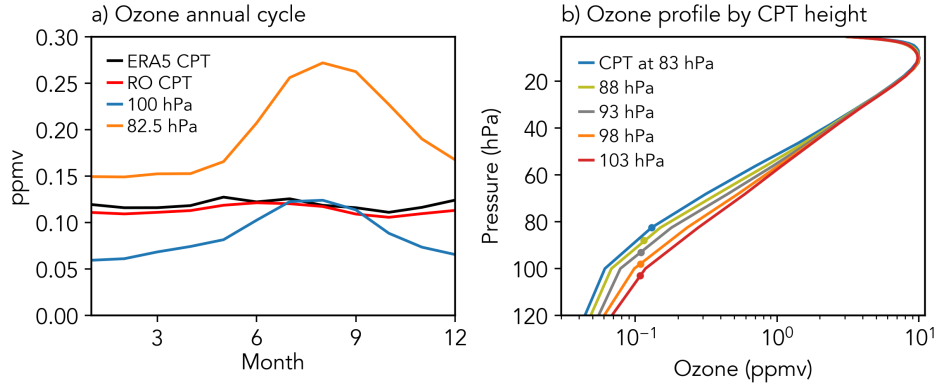 a) Ozone annual cycle
0.30
0.25
0.20
0.15
0.10
0.05
0.00
ppmv
ERA5 CPT
RO CPT
100 hPa
82.5 hPa
3
6
9
12
Month
b) Ozone profile by CPT height
20
40
60
80
100
120
Pressure (hPa)
CPT at 83 hPa
88 hPa
93 hPa
98 hPa
103 hPa
10⁻¹
10⁰
10¹
Ozone (ppmv)